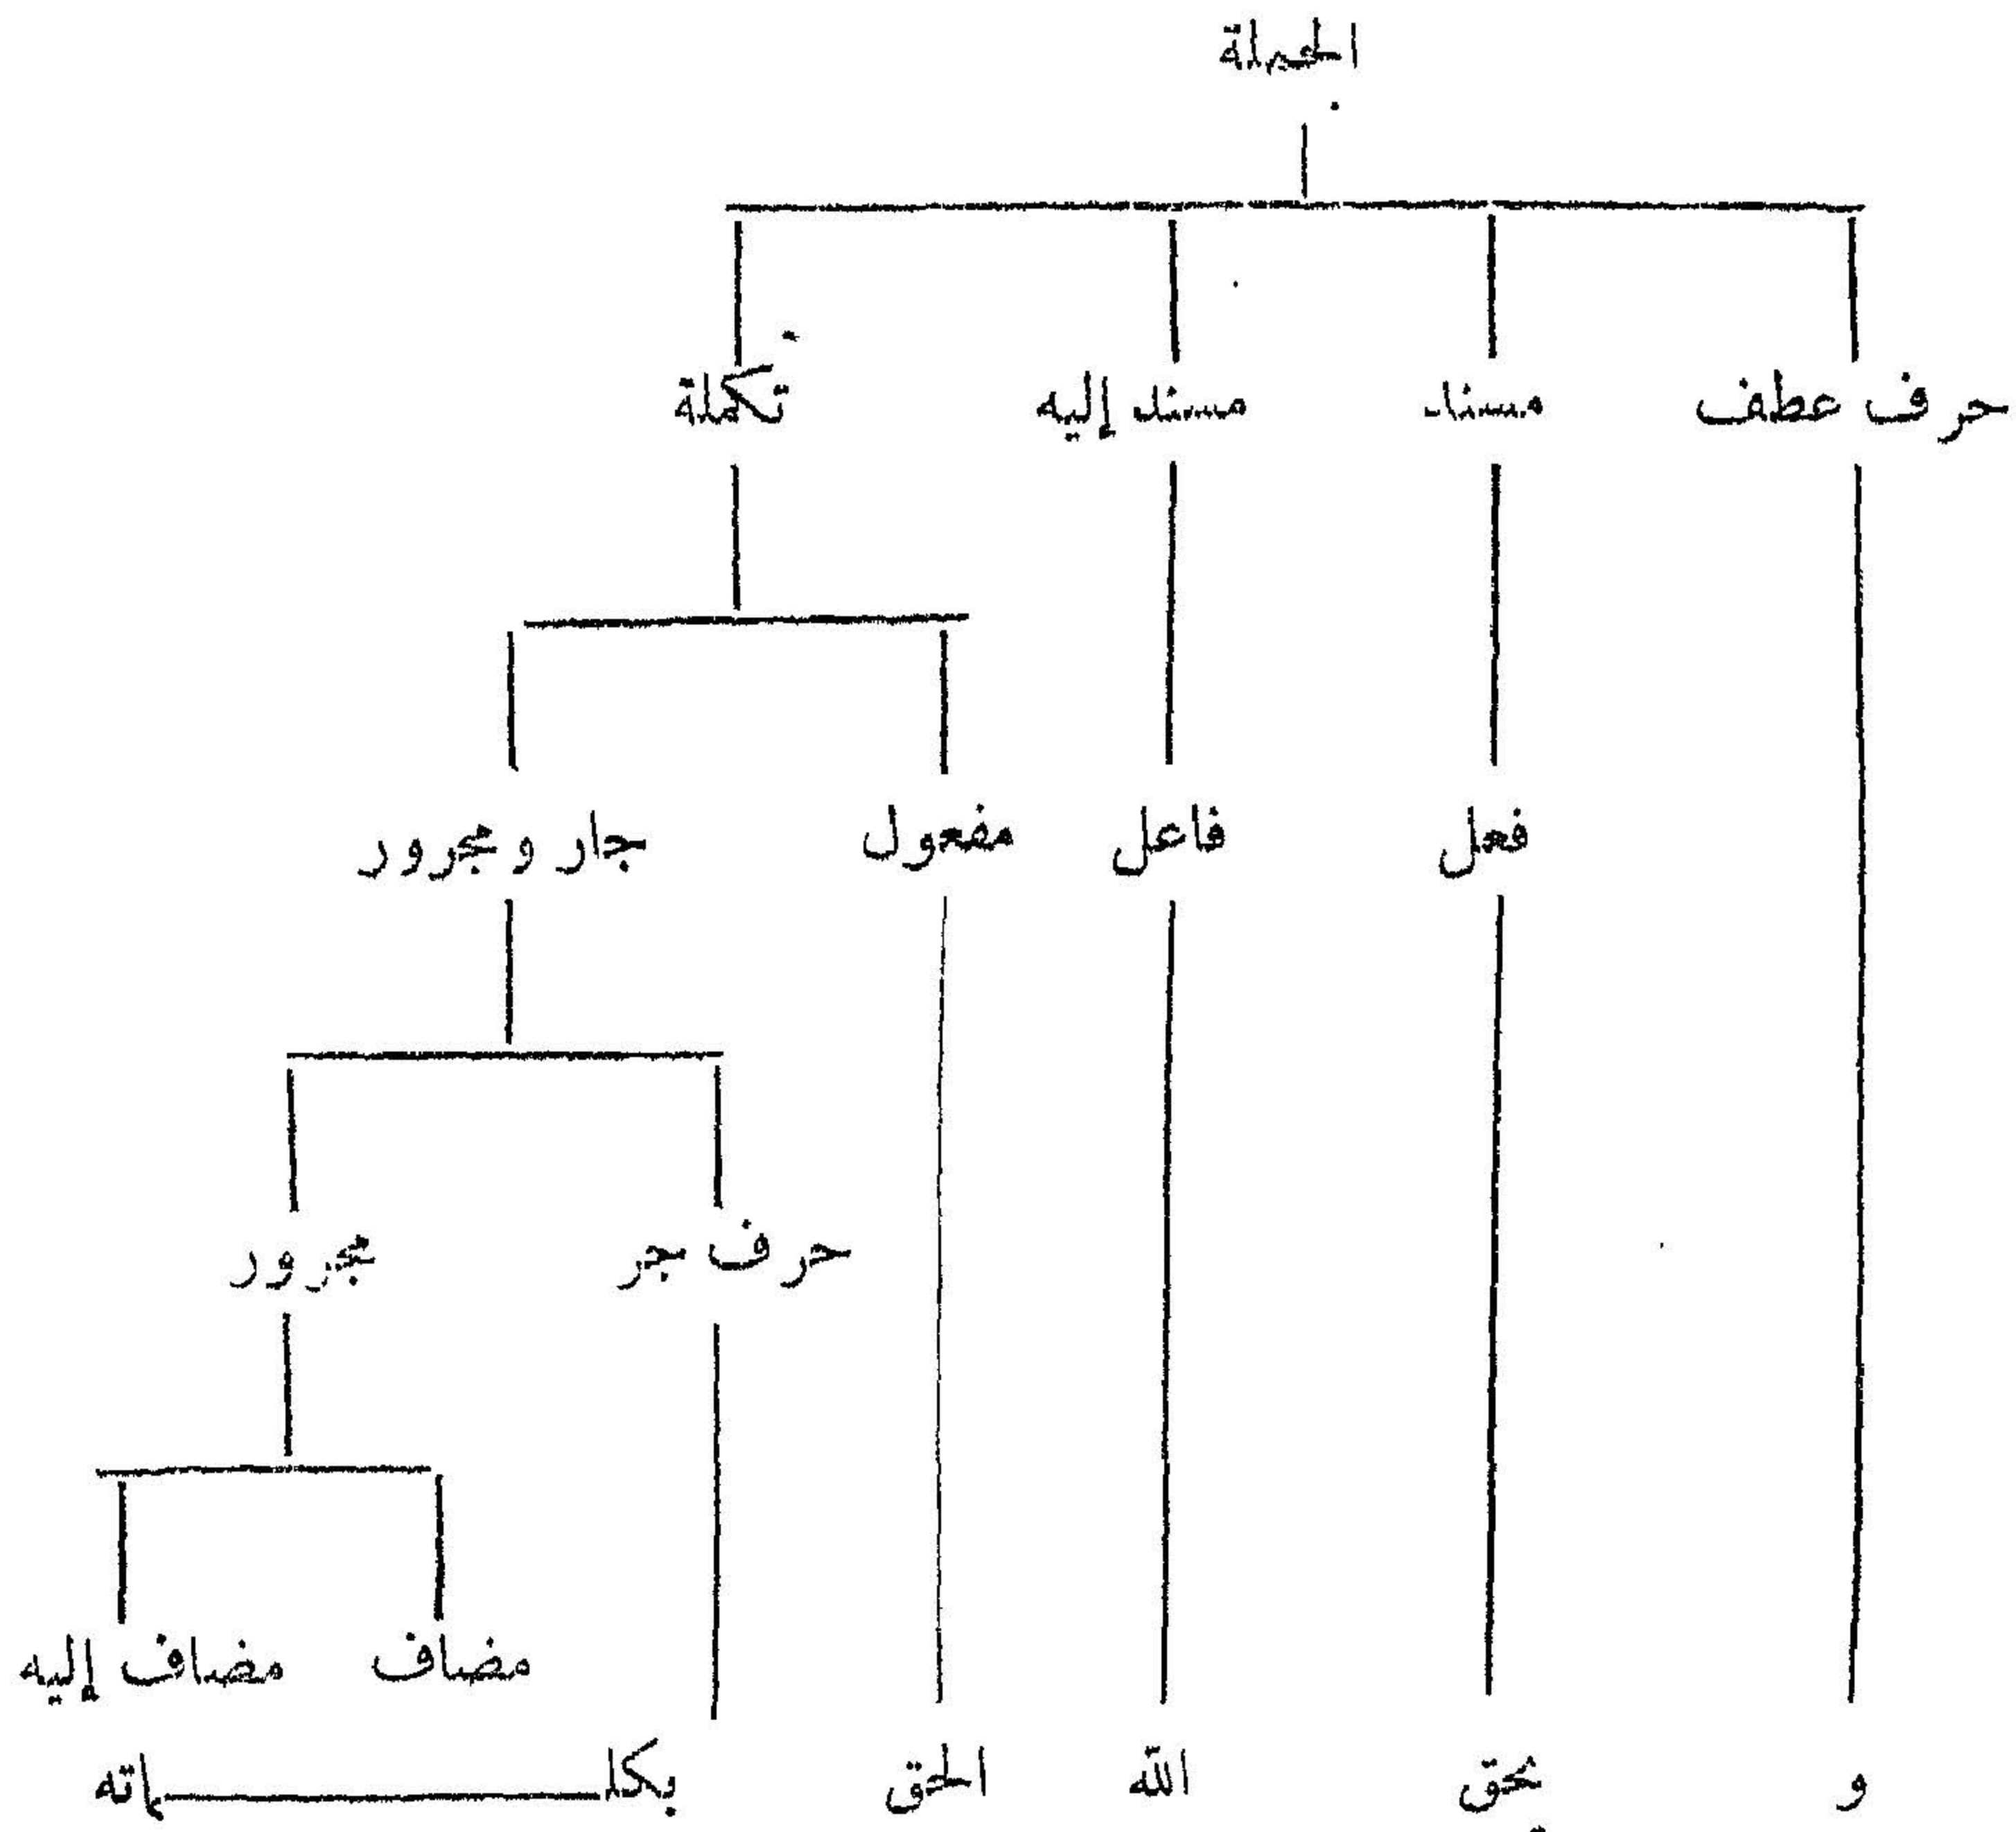 الجملة
حرف عطف مسند مسند إليه تكملة
فعل فاعل مفعول جار ومجرور
حرف جر مجرور
مضاف مضاف إليه
و يحق الله الحق بكلـــــماته